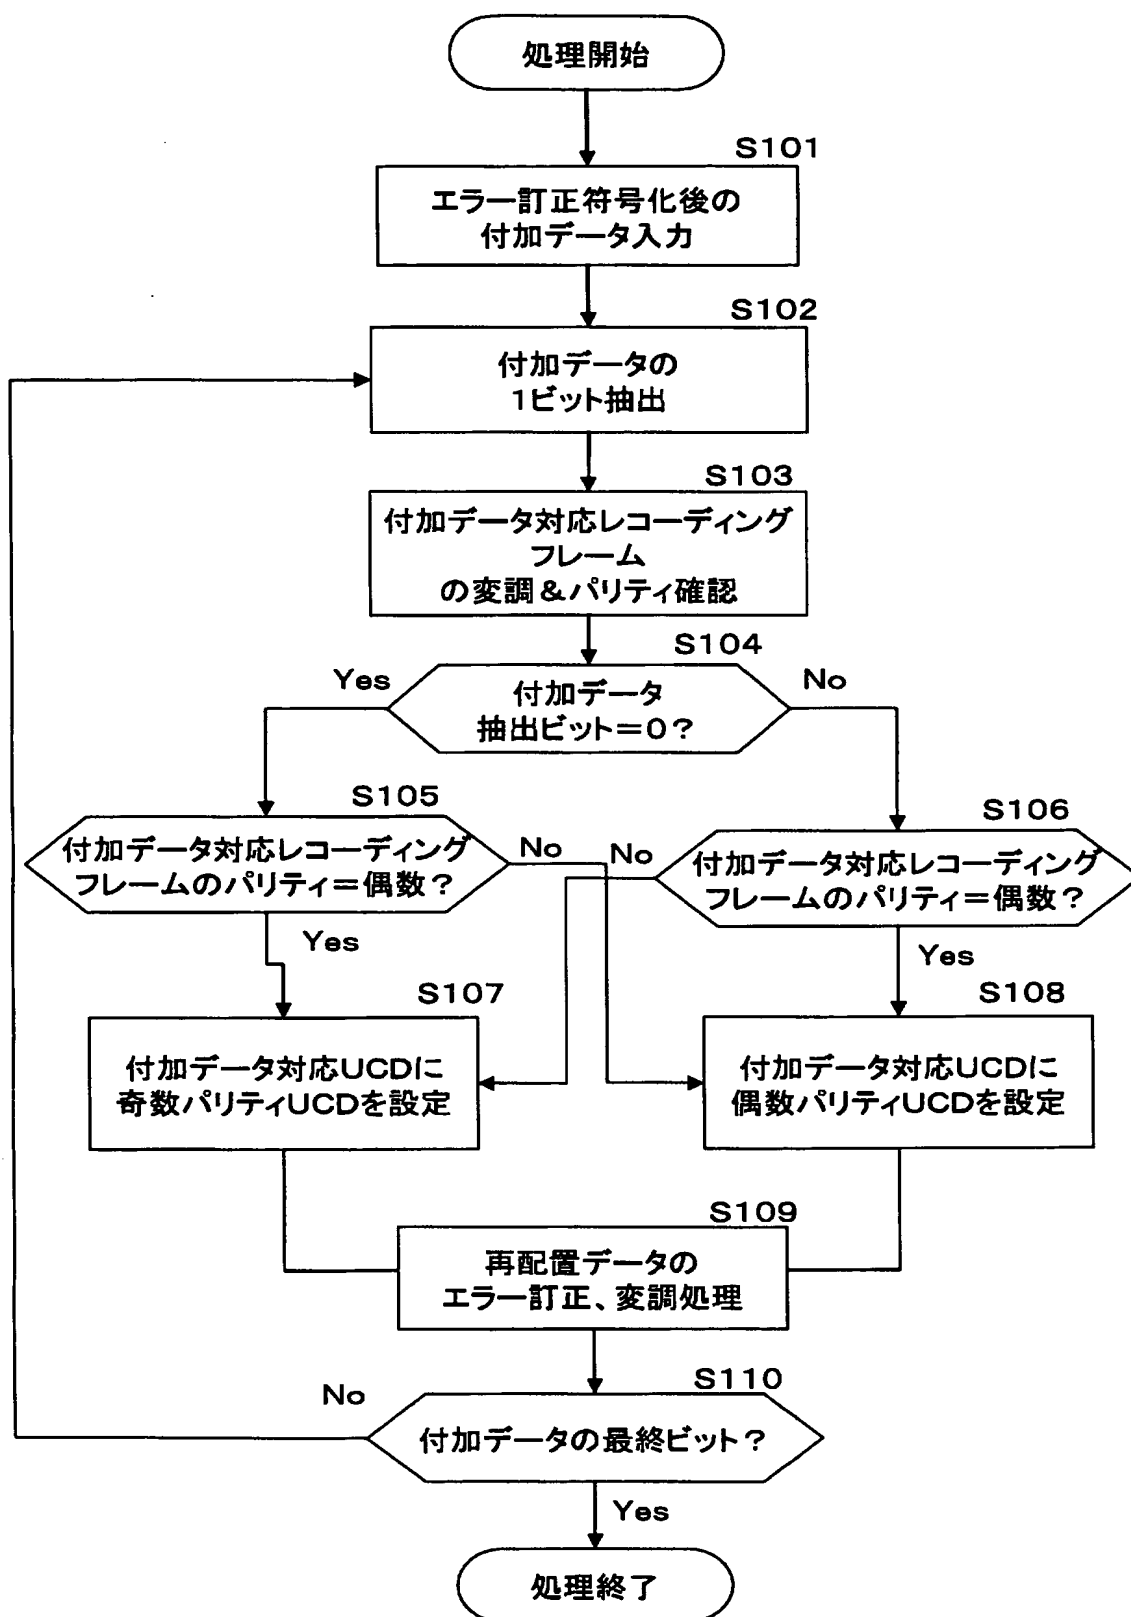 処理開始
S101
エラー訂正符号化後の
付加データ入力
S102
付加データの
1ビット抽出
S103
付加データ対応レコーディング
フレーム
の変調&パリティ確認
S104
Yes
No
付加データ
抽出ビット=0?
S105
付加データ対応レコーディング
フレームのパリティ=偶数?
No
No
S106
付加データ対応レコーディング
フレームのパリティ=偶数?
Yes
Yes
S107
付加データ対応UCDに
奇数パリティUCDを設定
S108
付加データ対応UCDに
偶数パリティUCDを設定
S109
再配置データの
エラー訂正、変調処理
No
S110
付加データの最終ビット?
Yes
処理終了